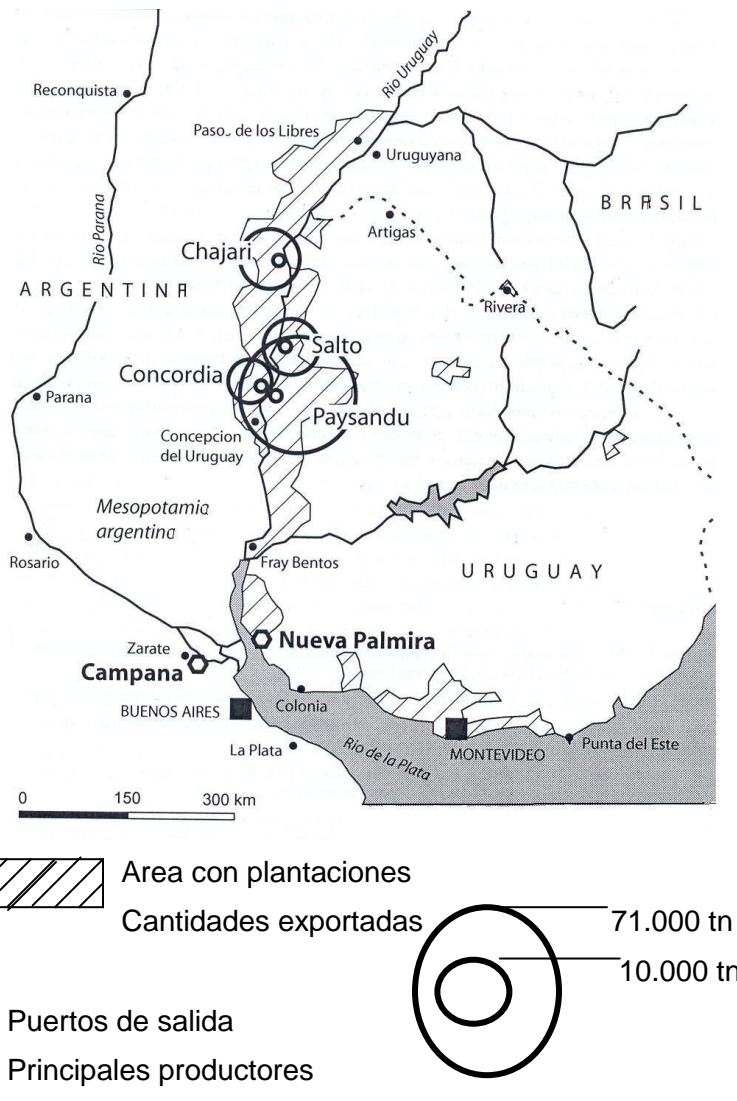 Rio Uruguay
Reconquista
Paso de los Libres
Uruguyana
BRASIL
Rio Parana
Artigas
Chajari
ARGENTINA
Rivera
Salto
Concordia
Parana
Paysandu
Concepcion
del Uruguay
Mesopotamia
argentina
Rosario
Fray Bentos
URUGUAY
Nueva Palmira
Zarate
Campana
Colonia
BUENOS AIRES
La Plata
Rio de la Plata
MONTEVIDEO
Punta del Este
0 150 300 km
Area con plantaciones
Cantidades exportadas
71.000 tn
10.000 tn
Puertos de salida
Principales productores